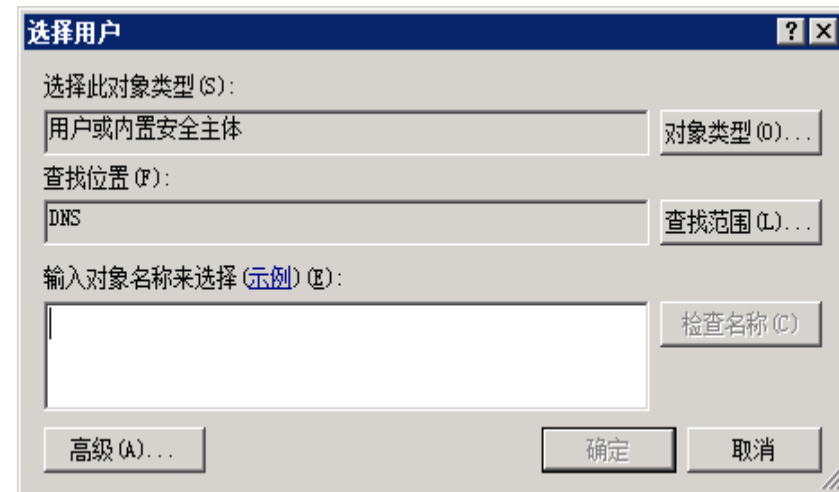 选择用户
选择此对象类型(S):
用户或内置安全主体
对象类型(O)...
查找位置(F):
DNS
查找范围(L)...
输入对象名称来选择(示例)(E):
检查名称(C)
高级(A)...
确定
取消